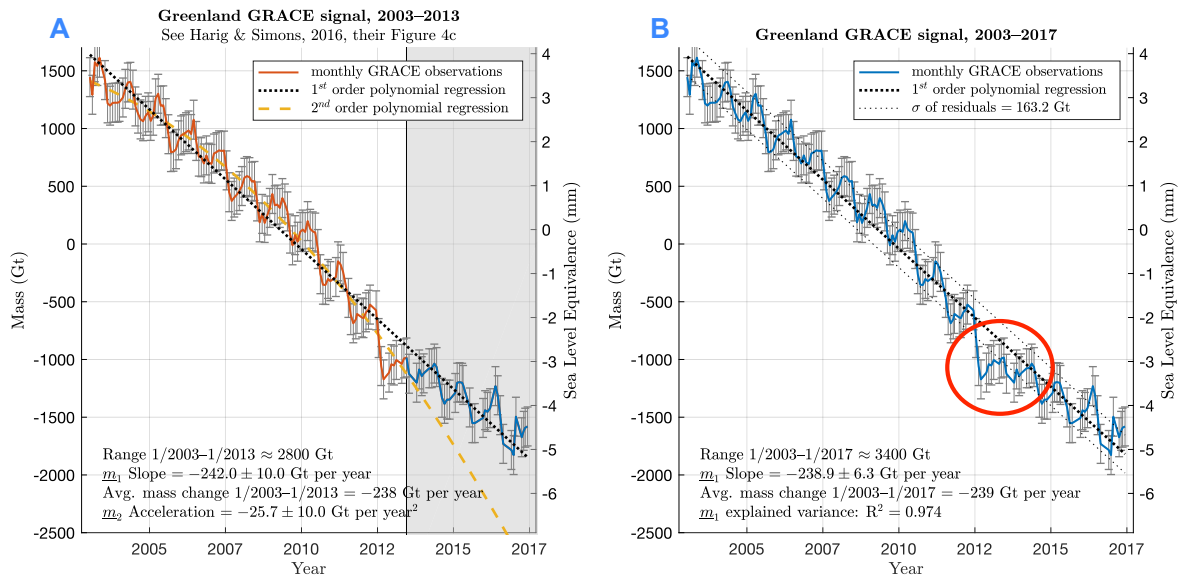 A
Greenland GRACE signal, 2003–2013
See Harig & Simons, 2016, their Figure 4c
monthly GRACE observations
1st order polynomial regression
2nd order polynomial regression
1500
1000
500
0
-500
-1000
-1500
-2000
-2500
Mass (Gt)
4
3
2
1
0
-1
-2
-3
-4
-5
-6
Sea Level Equivalence (mm)
Range 1/2003–1/2013 ≈ 2800 Gt
m1 Slope = −242.0 ± 10.0 Gt per year
Avg. mass change 1/2003–1/2013 = −238 Gt per year
m2 Acceleration = −25.7 ± 10.0 Gt per year2
2005 2007 2010 2012 2015 2017
Year
B
Greenland GRACE signal, 2003–2017
monthly GRACE observations
1st order polynomial regression
σ of residuals = 163.2 Gt
1500
1000
500
0
-500
-1000
-1500
-2000
-2500
Mass (Gt)
4
3
2
1
0
-1
-2
-3
-4
-5
-6
Sea Level Equivalence (mm)
Range 1/2003–1/2017 ≈ 3400 Gt
m1 Slope = −238.9 ± 6.3 Gt per year
Avg. mass change 1/2003–1/2017 = −239 Gt per year
m1 explained variance: R2 = 0.974
2005 2007 2010 2012 2015 2017
Year